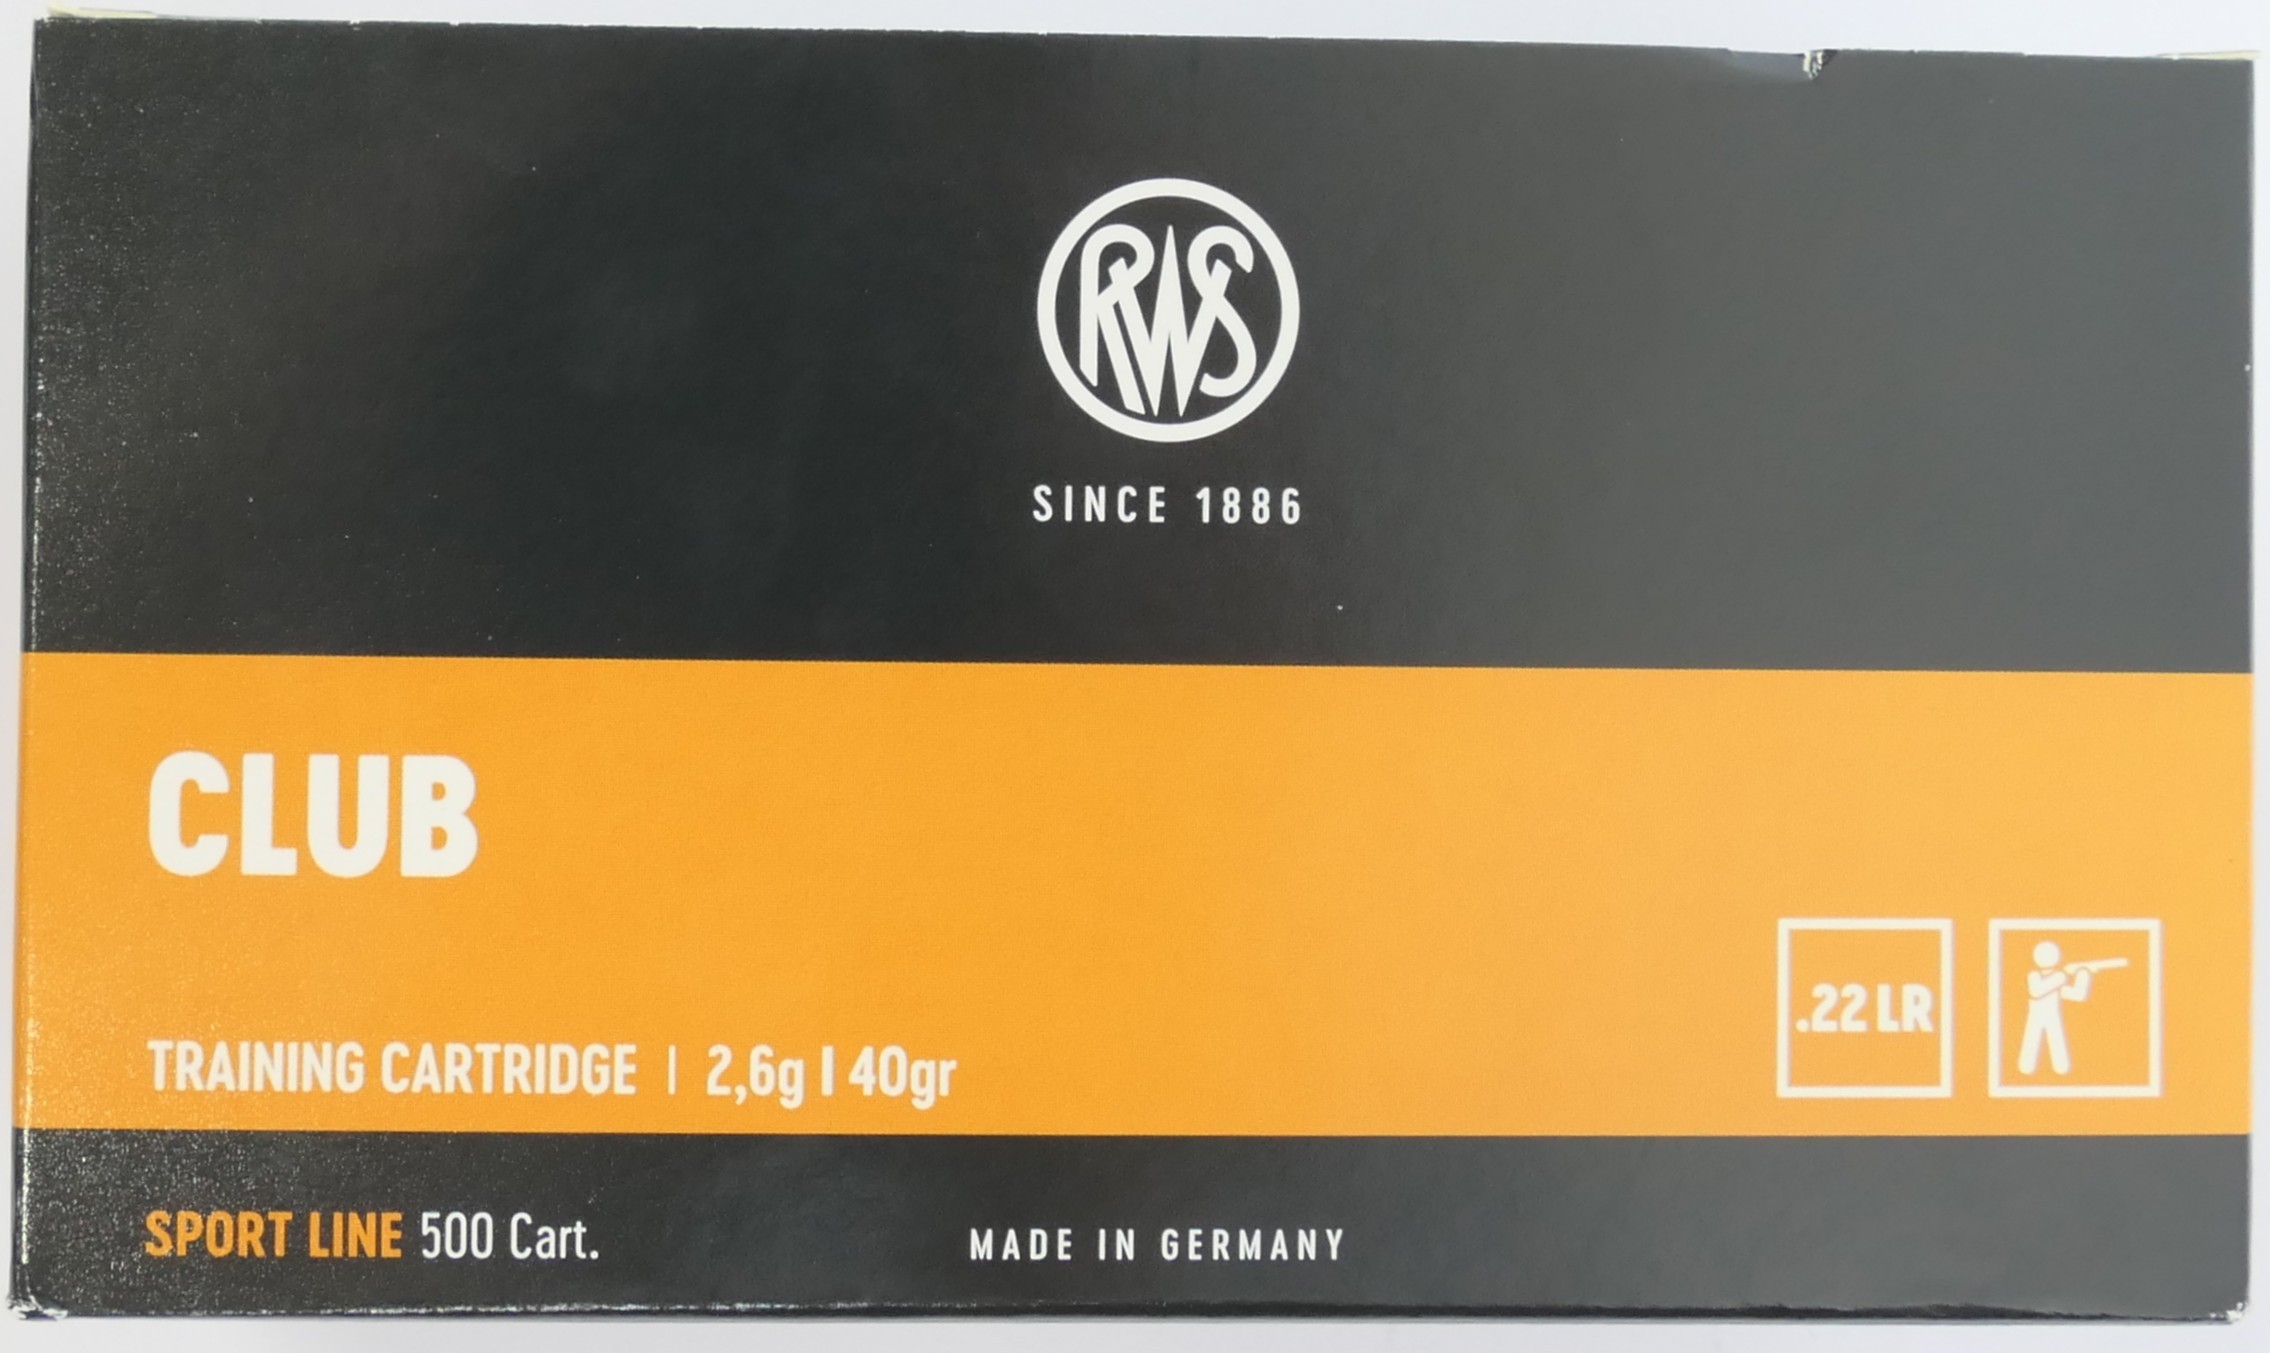 RWS
SINCE 1886
CLUB
TRAINING CARTRIDGE | 2,6g | 40gr
.22 LR
SPORT LINE 500 Cart.
MADE IN GERMANY